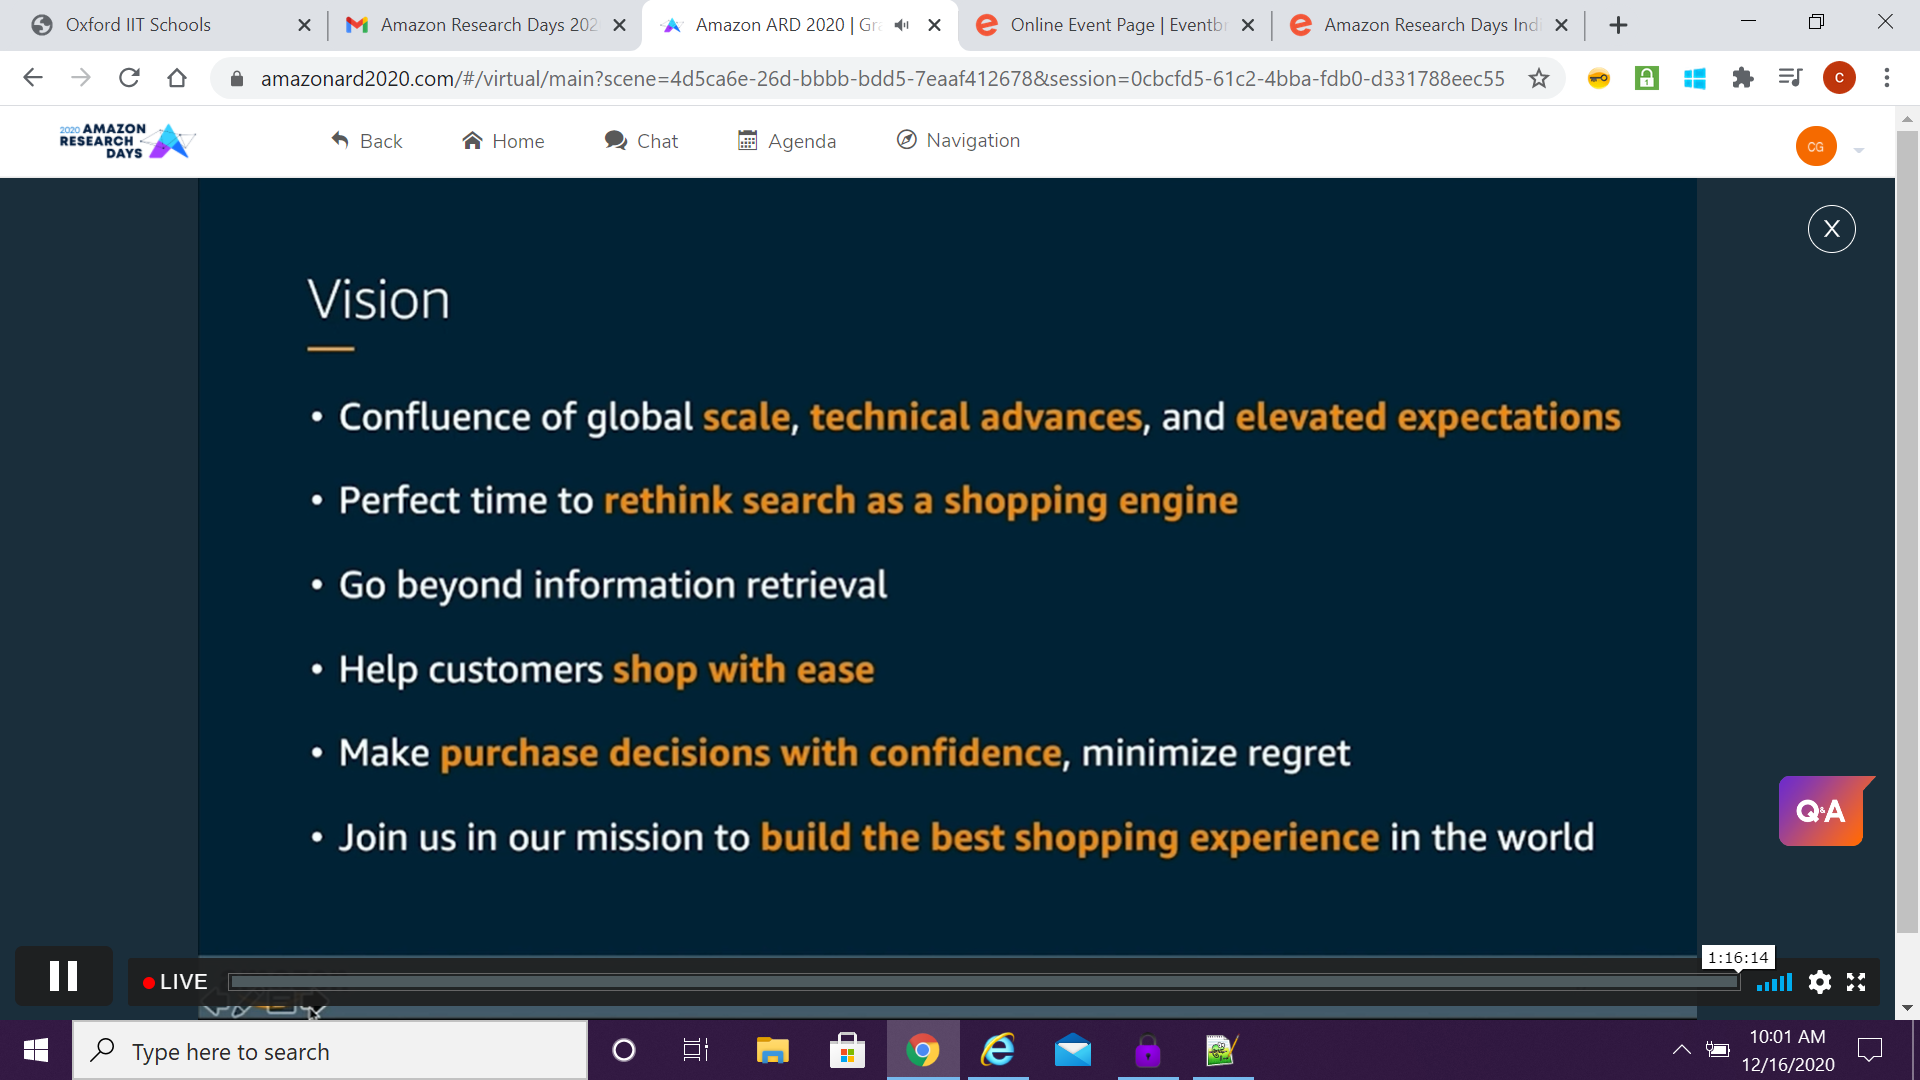 Oxford IIT Schools
Amazon Research Days 202
Amazon ARD 2020 | Gra
Online Event Page | Eventbr
Amazon Research Days Indi
amazonard2020.com/#/virtual/main?scene=4d5ca6e-26d-bbbb-bdd5-7eaaf412678&session=0cbcfd5-61c2-4bba-fdb0-d331788eec55
C
2020 AMAZON
RESEARCH
DAYS
Back
Home
Chat
Agenda
Navigation
CG
X
Vision
• Confluence of global scale, technical advances, and elevated expectations
• Perfect time to rethink search as a shopping engine
• Go beyond information retrieval
• Help customers shop with ease
• Make purchase decisions with confidence, minimize regret
• Join us in our mission to build the best shopping experience in the world
Q&A
1:16:14
LIVE
Type here to search
10:01 AM
12/16/2020